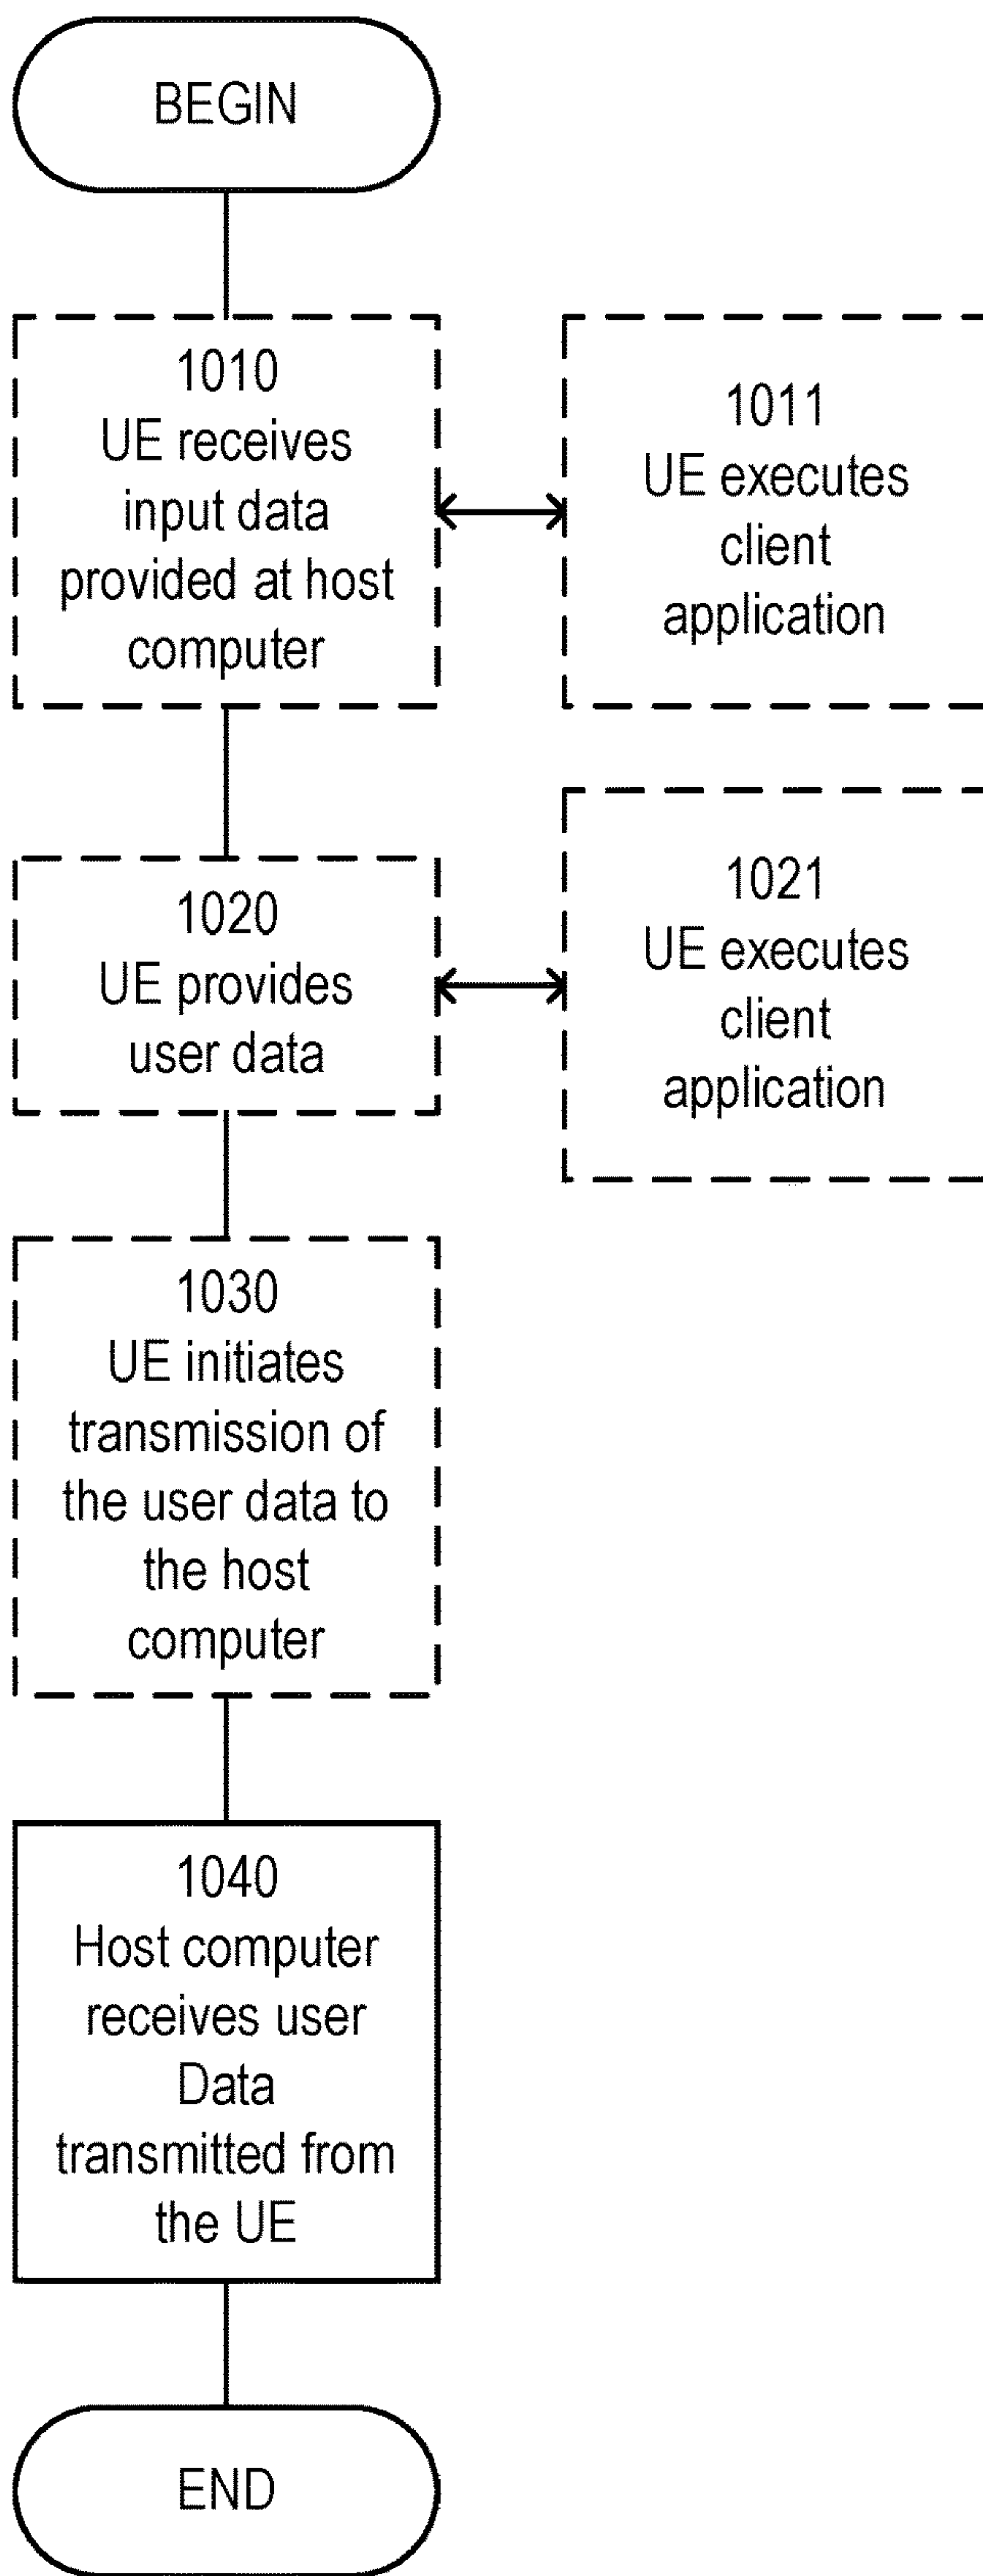 BEGIN
1010
UE receives
input data
provided at host
computer
1011
UE executes
client
application
1020
UE provides
user data
1021
UE executes
client
application
1030
UE initiates
transmission of
the user data to
the host
computer
1040
Host computer
receives user
Data
transmitted from
the UE
END